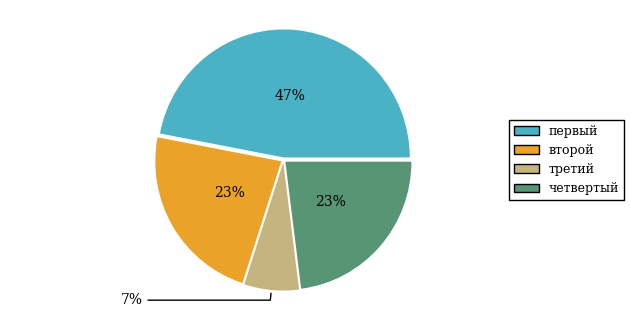 47%
23%
23%
7%
первый
второй
третий
четвертый